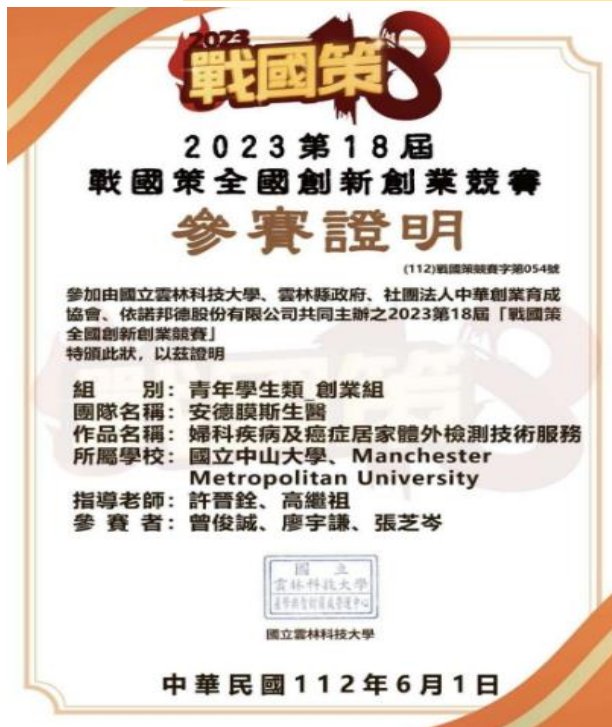 2023
戰國策18
2023第18屆
戰國策全國創新創業競賽
參賽證明
(112)戰國策競賽字第054號
參加由國立雲林科技大學、雲林縣政府、社團法人中華創業育成
協會、依諾邦德股份有限公司共同主辦之2023第18屆「戰國策
全國創新創業競賽」
特頒此狀，以茲證明
組 別：青年學生類_創業組
團隊名稱：安德膜斯生醫
作品名稱：婦科疾病及癌症居家體外檢測技術服務
所屬學校：國立中山大學、Manchester
Metropolitan University
指導老師：許晉銓、高繼祖
參 賽 者：曾俊誠、廖宇謙、張芝岑
國立
雲林科技大學
國立雲林科技大學
中華民國112年6月1日